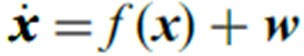 ẋ = f(x) + w